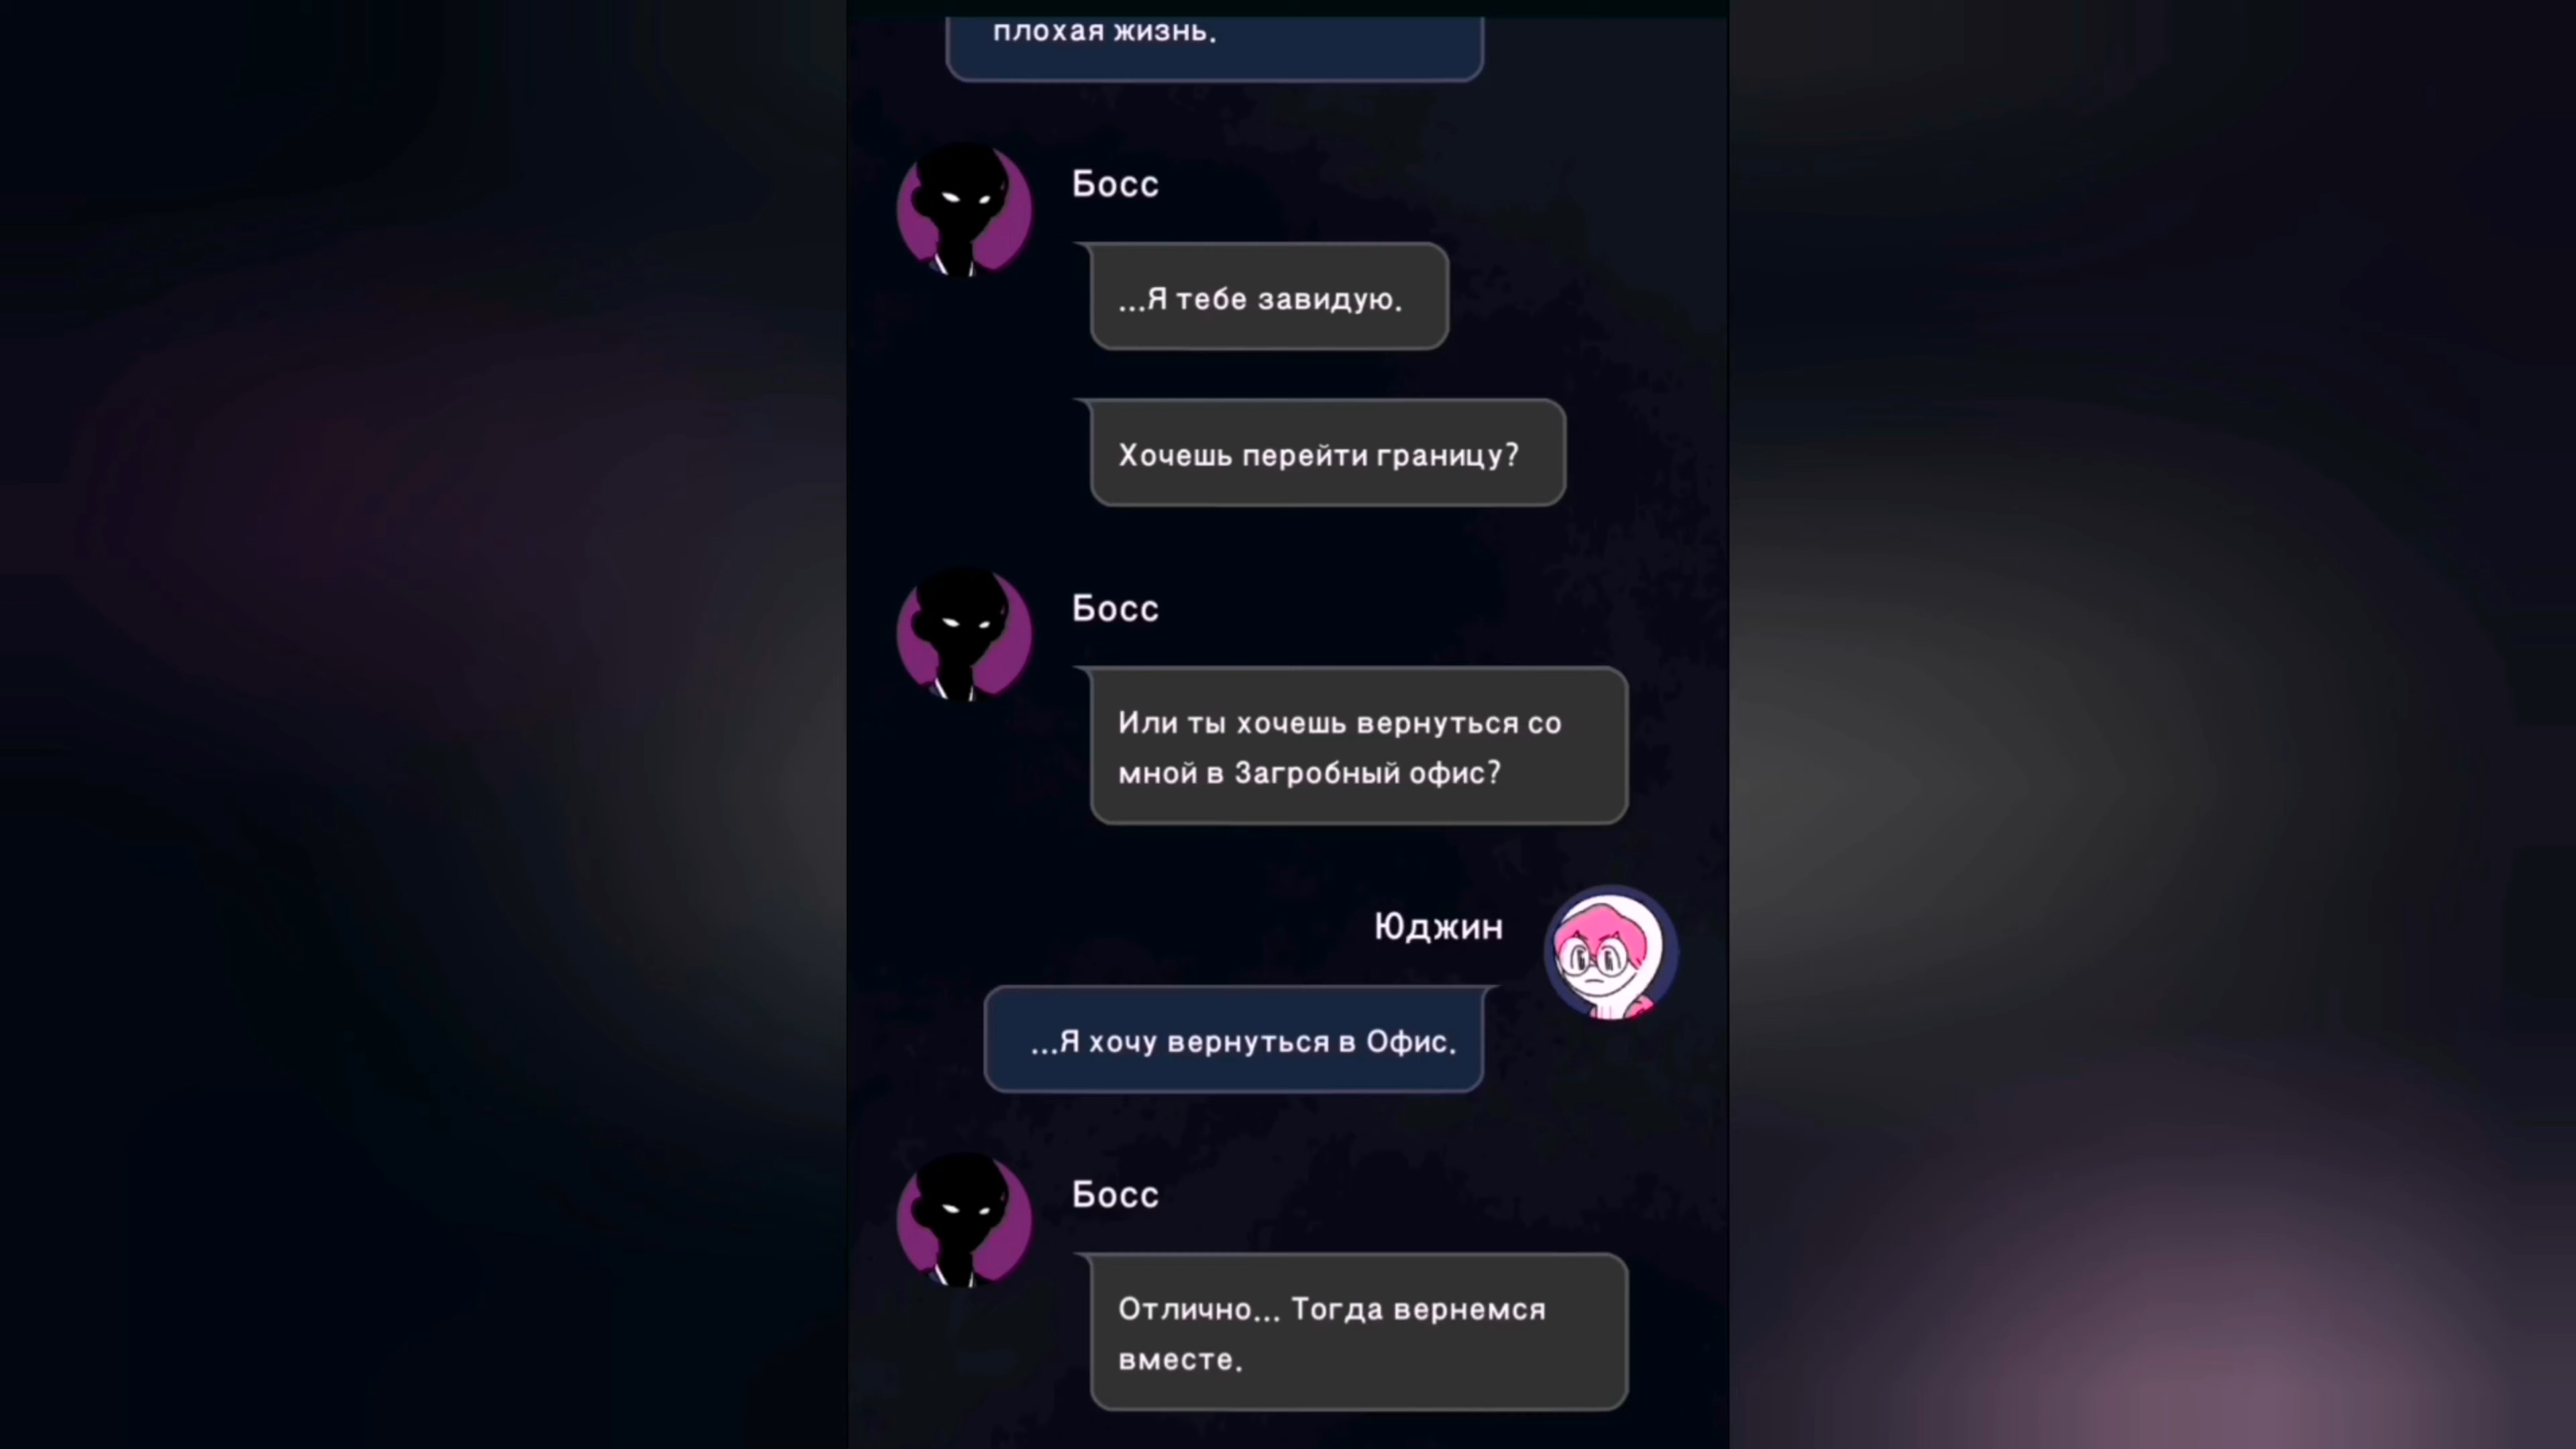 плохая жизнь.
Босс
...Я тебе завидую.
Хочешь перейти границу?
Босс
Или ты хочешь вернуться со
мной в Загробный офис?
Юджин
...Я хочу вернуться в Офис.
Босс
Отлично... Тогда вернемся
вместе.